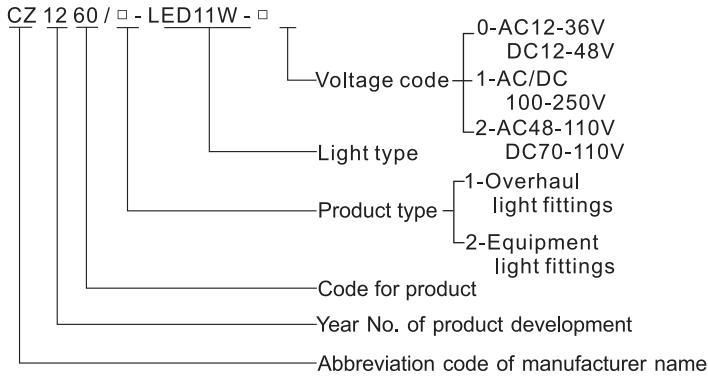 CZ 12 60 / □ - LED11W - □
0-AC12-36V
DC12-48V
Voltage code
1-AC/DC
100-250V
2-AC48-110V
DC70-110V
Light type
1-Overhaul
light fittings
Product type
2-Equipment
light fittings
Code for product
Year No. of product development
Abbreviation code of manufacturer name